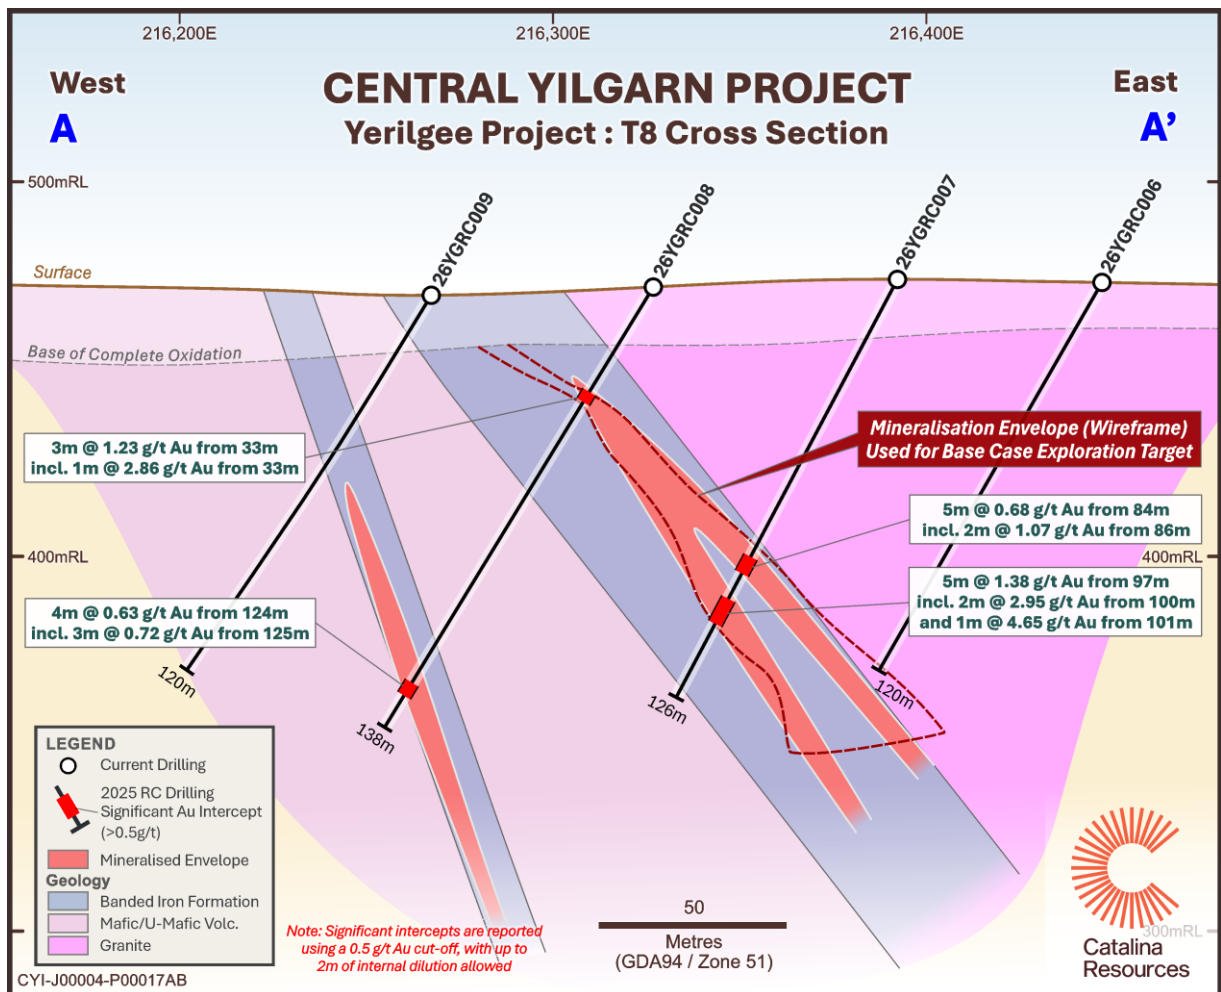 216,200E
216,300E
216,400E
West
CENTRAL YILGARN PROJECT
East
A
Yerilgee Project : T8 Cross Section
A’
500mRL
26YGRC009
26YGRC008
26YGRC007
26YGRC006
Surface
Base of Complete Oxidation
Mineralisation Envelope (Wireframe)
Used for Base Case Exploration Target
3m @ 1.23 g/t Au from 33m
incl. 1m @ 2.86 g/t Au from 33m
5m @ 0.68 g/t Au from 84m
incl. 2m @ 1.07 g/t Au from 86m
400mRL
400mRL
5m @ 1.38 g/t Au from 97m
incl. 2m @ 2.95 g/t Au from 100m
and 1m @ 4.65 g/t Au from 101m
4m @ 0.63 g/t Au from 124m
incl. 3m @ 0.72 g/t Au from 125m
120m
138m
126m
120m
LEGEND
Current Drilling
2025 RC Drilling
Significant Au Intercept
(>0.5g/t)
Mineralised Envelope
Geology
Banded Iron Formation
Mafic/U-Mafic Volc.
Granite
Note: Significant intercepts are reported
using a 0.5 g/t Au cut-off, with up to
2m of internal dilution allowed
50
Metres
(GDA94 / Zone 51)
300mRL
Catalina
Resources
CYI-J00004-P00017AB